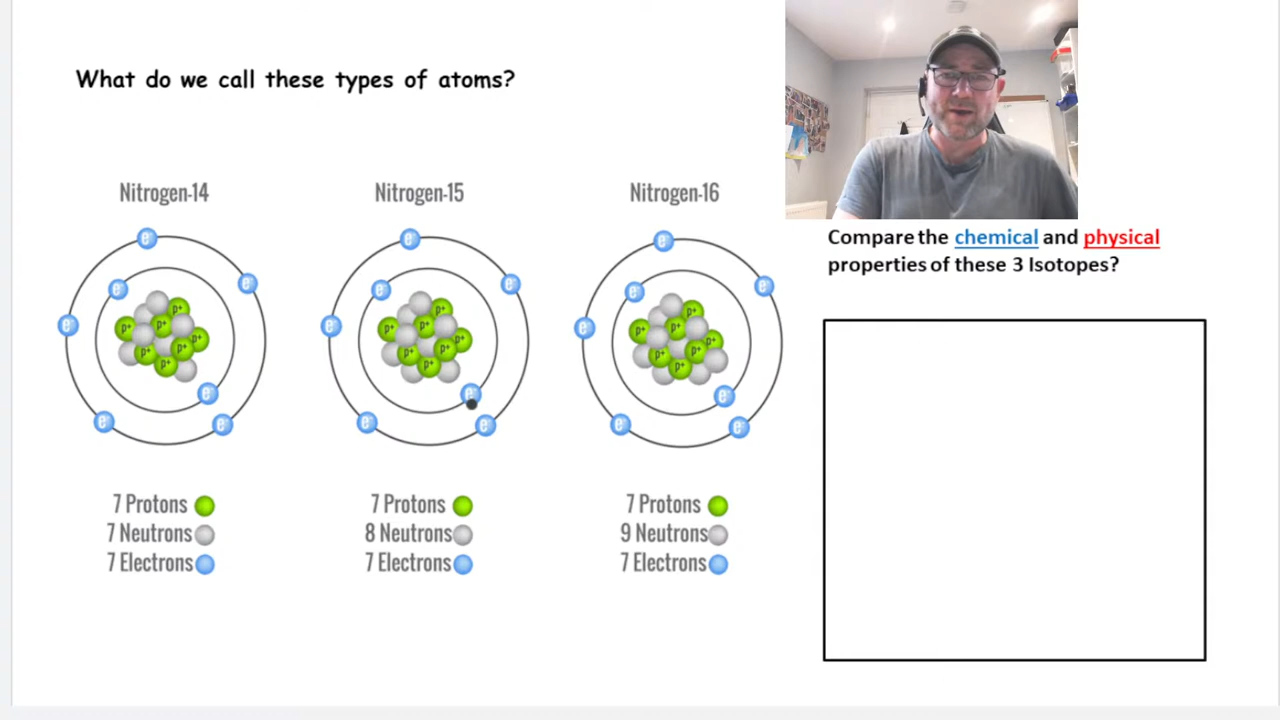 What do we call these types of atoms?
Nitrogen-14
Nitrogen-15
Nitrogen-16
e⁻ e⁻ e⁻ e⁻ e⁻ e⁻ e⁻
p⁺ p⁺ p⁺ p⁺ p⁺ p⁺ p⁺
e⁻ e⁻ e⁻ e⁻ e⁻ e⁻ e⁻
p⁺ p⁺ p⁺ p⁺ p⁺ p⁺ p⁺
e⁻ e⁻ e⁻ e⁻ e⁻ e⁻ e⁻
p⁺ p⁺ p⁺ p⁺ p⁺ p⁺ p⁺
7 Protons
7 Neutrons
7 Electrons
7 Protons
8 Neutrons
7 Electrons
7 Protons
9 Neutrons
7 Electrons
Compare the chemical and physical
properties of these 3 Isotopes?